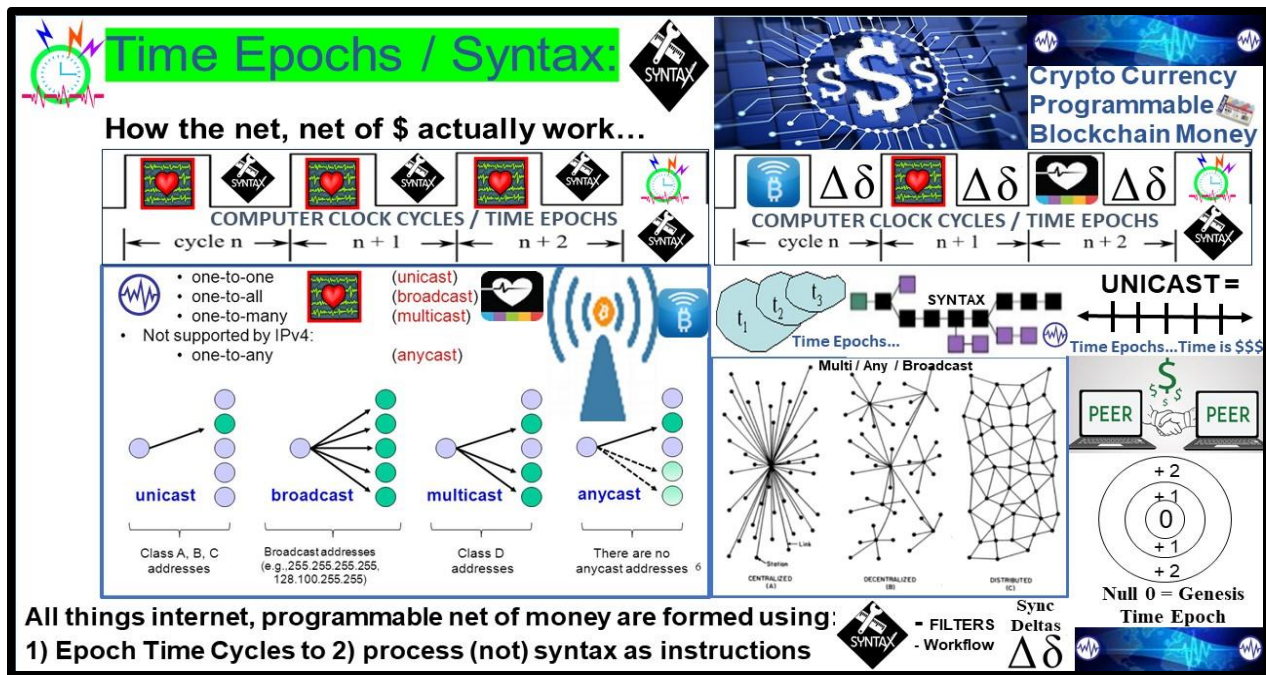 Time Epochs / Syntax:
SYNTAX
How the net, net of $ actually work...
Crypto Currency
Programmable
Blockchain Money
SYNTAX
SYNTAX
SYNTAX
COMPUTER CLOCK CYCLES / TIME EPOCHS
cycle n
n + 1
n + 2
SYNTAX
Δδ
Δδ
Δδ
COMPUTER CLOCK CYCLES / TIME EPOCHS
cycle n
n + 1
n + 2
SYNTAX
• one-to-one (unicast)
• one-to-all (broadcast)
• one-to-many (multicast)
• Not supported by IPv4:
• one-to-any (anycast)
unicast
broadcast
multicast
anycast
Class A, B, C
addresses
Broadcast addresses
(e.g.,255.255.255.255,
128.100.255.255)
Class D
addresses
There are no
anycast addresses
6
t1
t2
t3
Time Epochs...
SYNTAX
UNICAST =
Time Epochs...Time is $$$
Multi / Any / Broadcast
Link
Station
CENTRALIZED
(A)
DECENTRALIZED
(B)
DISTRIBUTED
(C)
$
PEER
PEER
+ 2
+ 1
0
+ 1
+ 2
Null 0 = Genesis
Time Epoch
All things internet, programmable net of money are formed using:
1) Epoch Time Cycles to 2) process (not) syntax as instructions
SYNTAX
- FILTERS
- Workflow
Sync
Deltas
Δδ